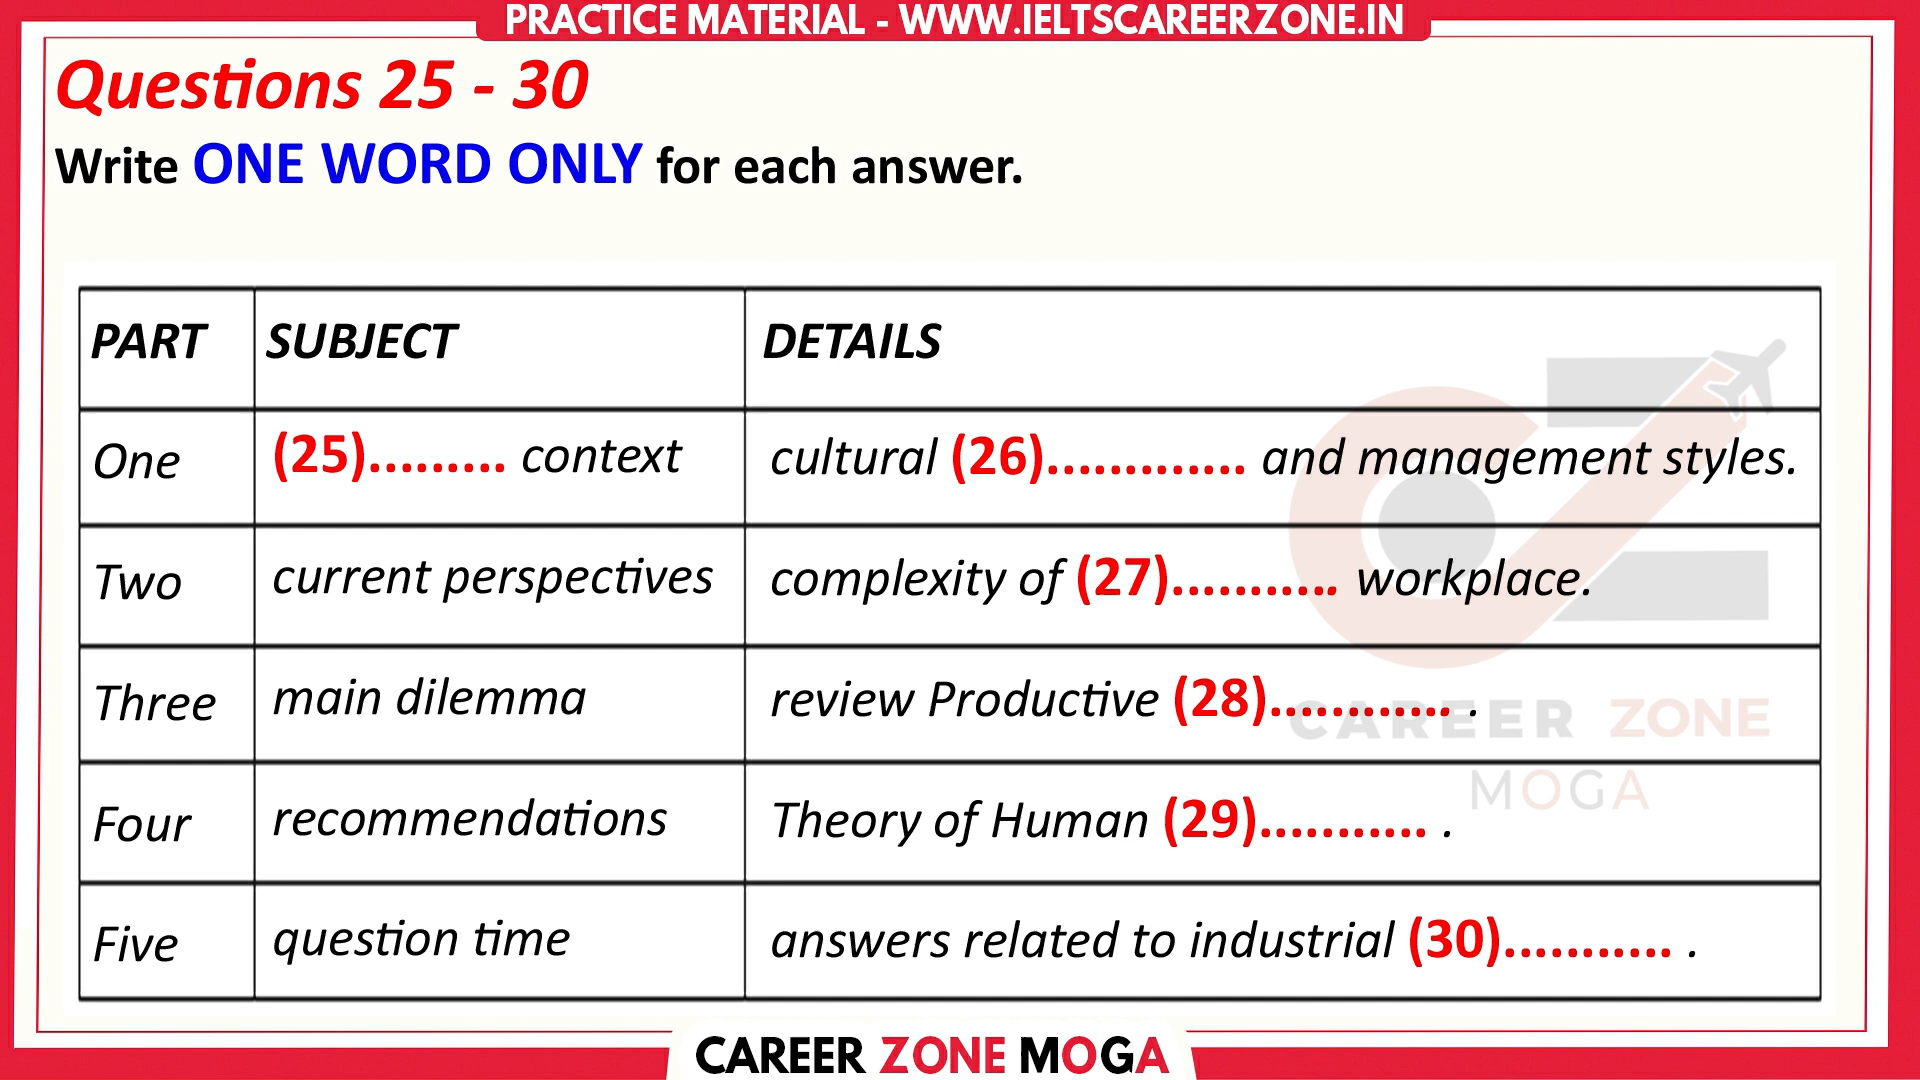 PRACTICE MATERIAL - WWW.IELTSCAREERZONE.IN
Questions 25 - 30
Write ONE WORD ONLY for each answer.
PART SUBJECT DETAILS
One (25)......... context cultural (26)............. and management styles.
Two current perspectives complexity of (27)........... workplace.
Three main dilemma review Productive (28)............ .
Four recommendations Theory of Human (29)........... .
Five question time answers related to industrial (30)........... .
CAREER ZONE
MOGA
CAREER ZONE MOGA